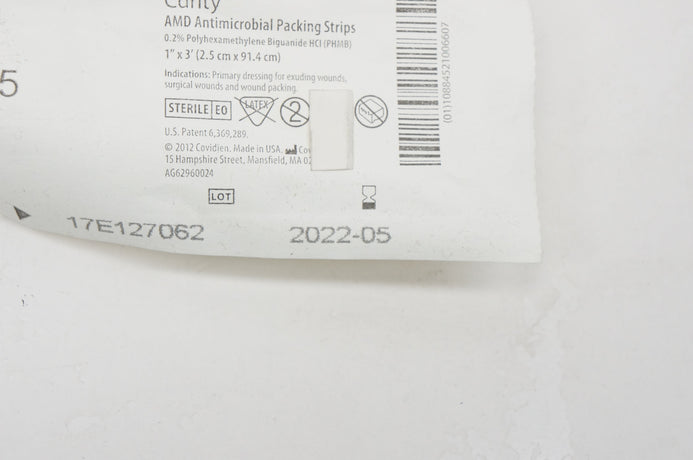 Curity
AMD Antimicrobial Packing Strips
0.2% Polyhexamethylene Biguanide HCl (PHMB)
1" x 3' (2.5 cm x 91.4 cm)
Indications: Primary dressing for exuding wounds,
surgical wounds and wound packing.
5
STERILE EO LATEX 2
U.S. Patent 6,369,289.
© 2012 Covidien. Made in USA.
15 Hampshire Street, Mansfield, MA
AG62960024
LOT
17E127062 2022-05
(01)10884521006607